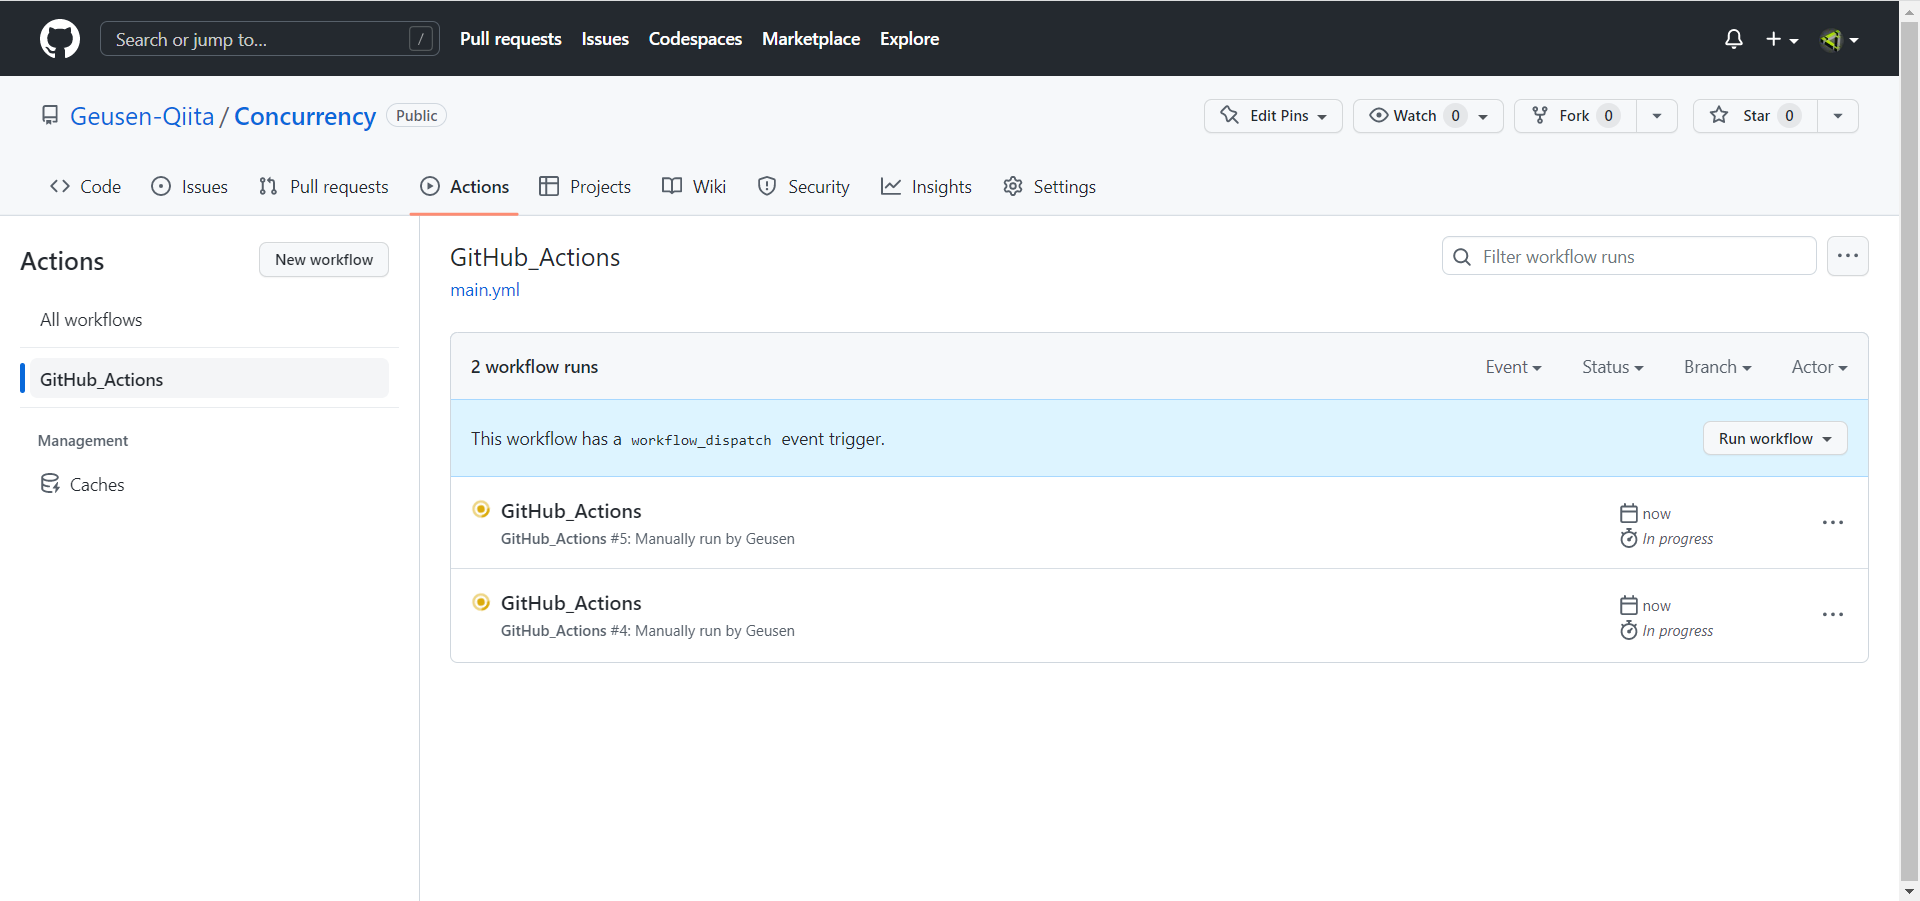 Search or jump to... / Pull requests Issues Codespaces Marketplace Explore
Geusen-Qiita / Concurrency Public Edit Pins Watch 0 Fork 0 Star 0
Code Issues Pull requests Actions Projects Wiki Security Insights Settings
Actions New workflow
All workflows
GitHub_Actions
Management
Caches
GitHub_Actions Filter workflow runs ...
main.yml
2 workflow runs Event Status Branch Actor
This workflow has a workflow_dispatch event trigger. Run workflow
GitHub_Actions now
GitHub_Actions #5: Manually run by Geusen In progress
GitHub_Actions now
GitHub_Actions #4: Manually run by Geusen In progress